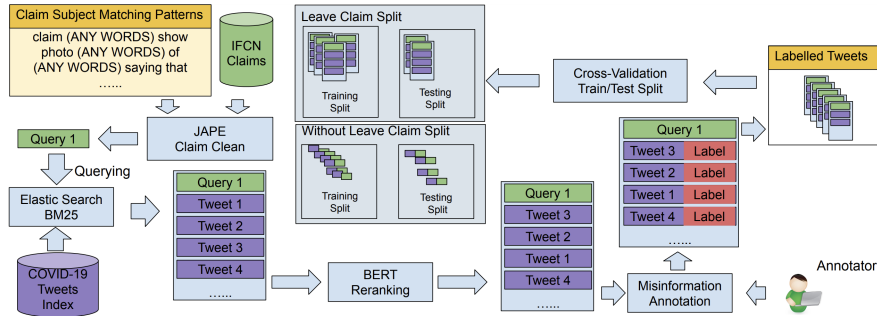 Claim Subject Matching Patterns
claim (ANY WORDS) show
photo (ANY WORDS) of
(ANY WORDS) saying that
……...
IFCN
Claims
JAPE
Claim Clean
Query 1
Querying
Elastic Search
BM25
COVID-19
Tweets
Index
Query 1
Tweet 1
Tweet 2
Tweet 3
Tweet 4
……...
BERT
Reranking
Query 1
Tweet 3
Tweet 2
Tweet 1
Tweet 4
……...
Misinformation
Annotation
Annotator
Query 1
Tweet 3 Label
Tweet 2 Label
Tweet 1 Label
Tweet 4 Label
……...
Labelled Tweets
Cross-Validation
Train/Test Split
Leave Claim Split
Training
Split
Testing
Split
Without Leave Claim Split
Training
Split
Testing
Split